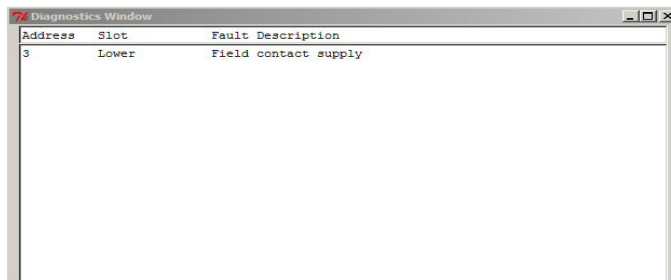 Diagnostics Window
Address Slot Fault Description
3 Lower Field contact supply